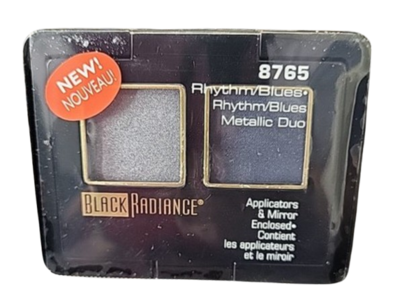 NEW!
NOUVEAU!
8765
Rhythm/Blues•
Rhythm/Blues
Metallic Duo
BLACK RADIANCE®
Applicators
& Mirror
Enclosed•
Contient
les applicateurs
et le miroir